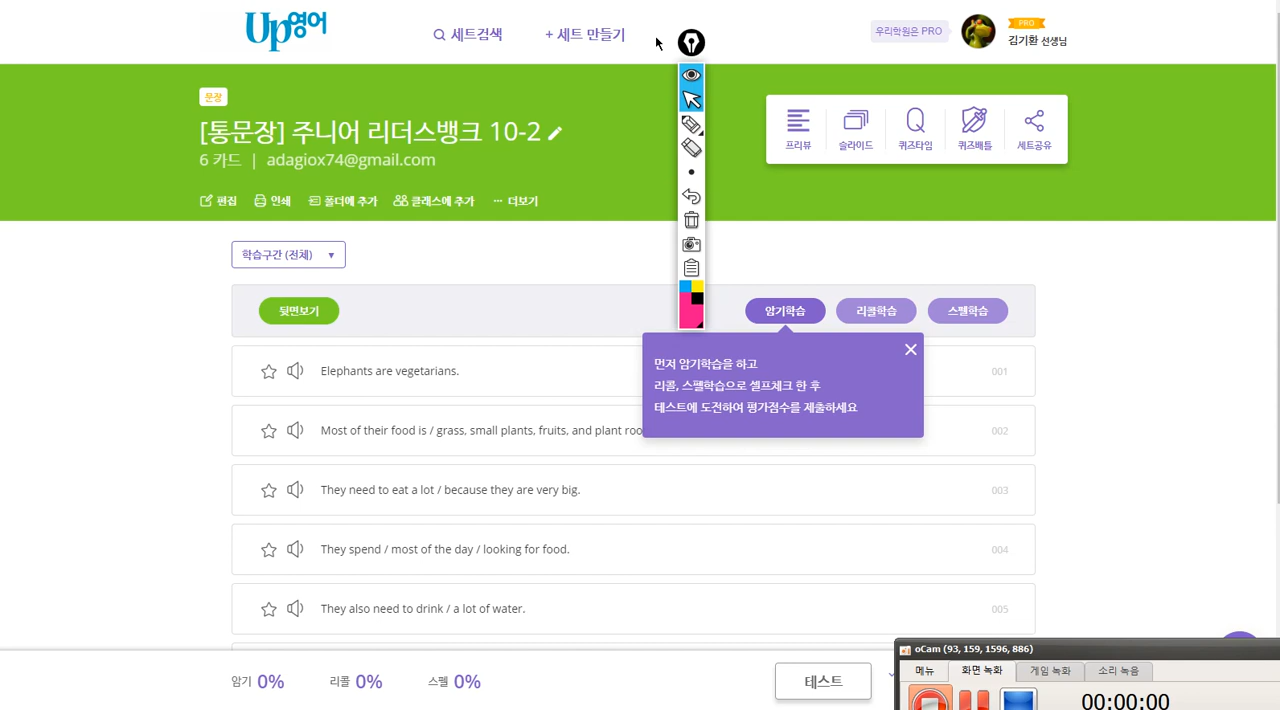 Up영어
세트검색
+ 세트 만들기
우리학원은 PRO
PRO
김기환 선생님
문장
[통문장] 주니어 리더스뱅크 10-2
6 카드 | adagiox74@gmail.com
편집
인쇄
폴더에 추가
클래스에 추가
··· 더보기
프리뷰
슬라이드
퀴즈타임
퀴즈배틀
세트공유
학습구간 (전체) ▼
뒷면보기
암기학습
리콜학습
스펠학습
먼저 암기학습을 하고
리콜, 스펠학습으로 셀프체크 한 후
테스트에 도전하여 평가점수를 제출하세요
Elephants are vegetarians.
001
Most of their food is / grass, small plants, fruits, and plant roo
002
They need to eat a lot / because they are very big.
003
They spend / most of the day / looking for food.
004
They also need to drink / a lot of water.
005
암기 0%
리콜 0%
스펠 0%
테스트
oCam (93, 159, 1596, 886)
메뉴
화면 녹화
게임 녹화
소리 녹음
00:00:00